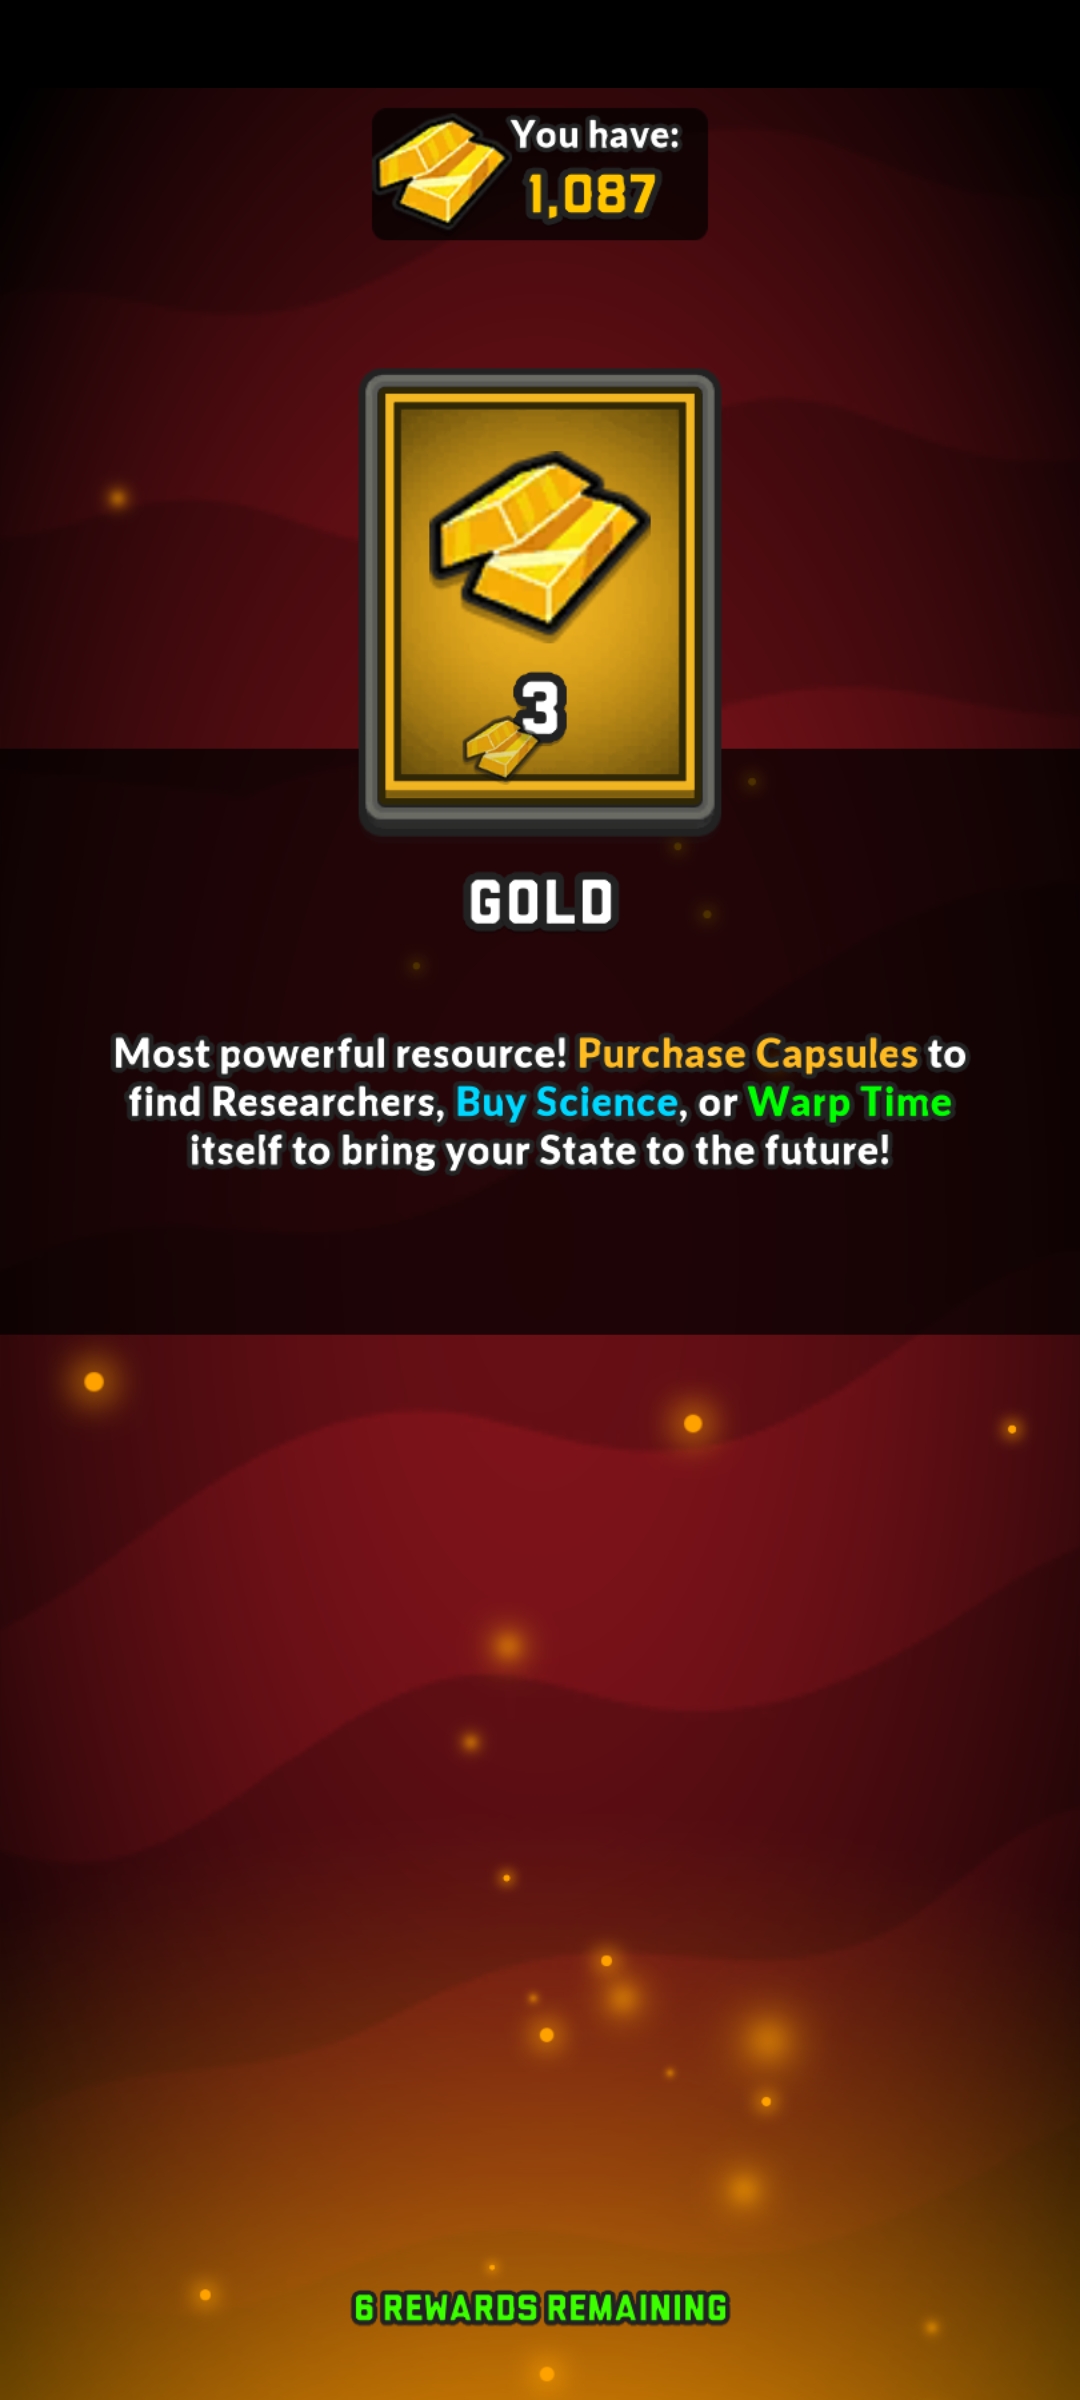 You have:
1,087
3
GOLD
Most powerful resource! Purchase Capsules to
find Researchers, Buy Science, or Warp Time
itself to bring your State to the future!
6 REWARDS REMAINING